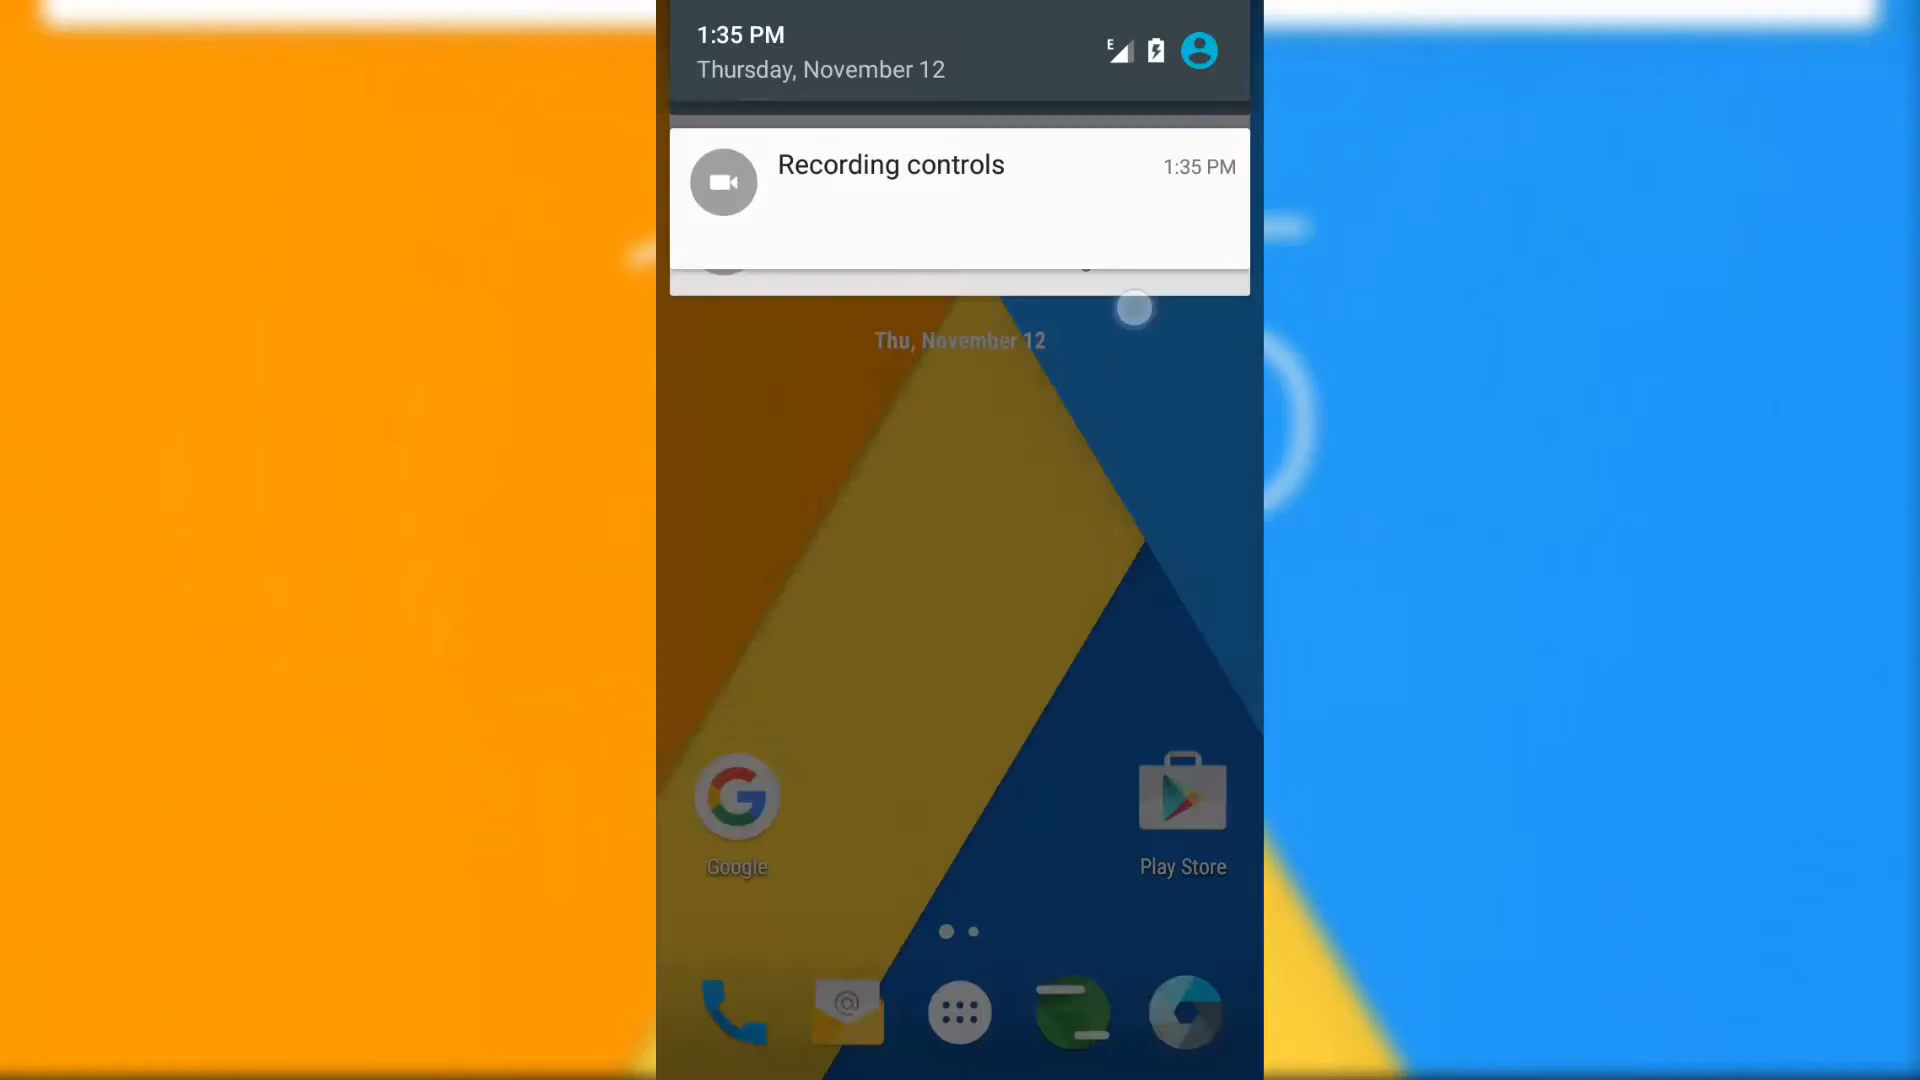 1:35 PM
Thursday, November 12
E
Recording controls
1:35 PM
Thu, November 12
Google
Play Store
@